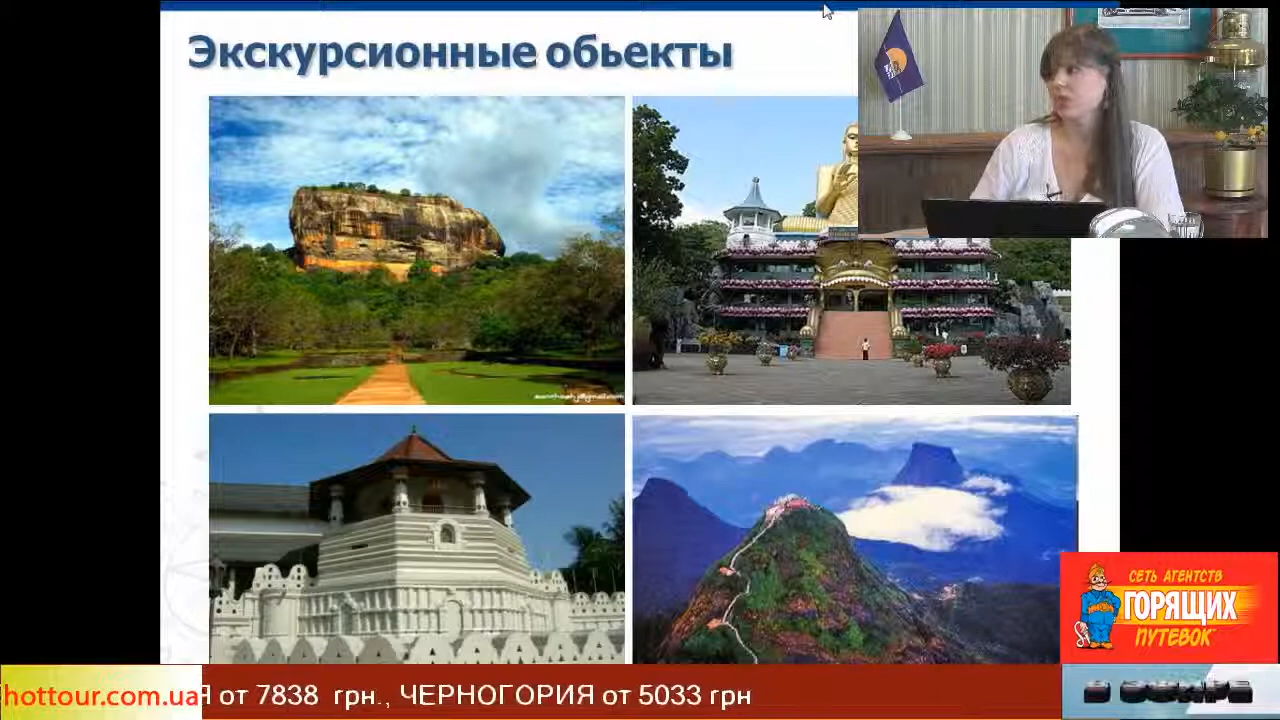 Экскурсионные обьекты
СЕТЬ АГЕНТСТВ
ГОРЯЩИХ
ПУТЕВОК
hottour.com.ua
Я от 7838 грн., ЧЕРНОГОРИЯ от 5033 грн